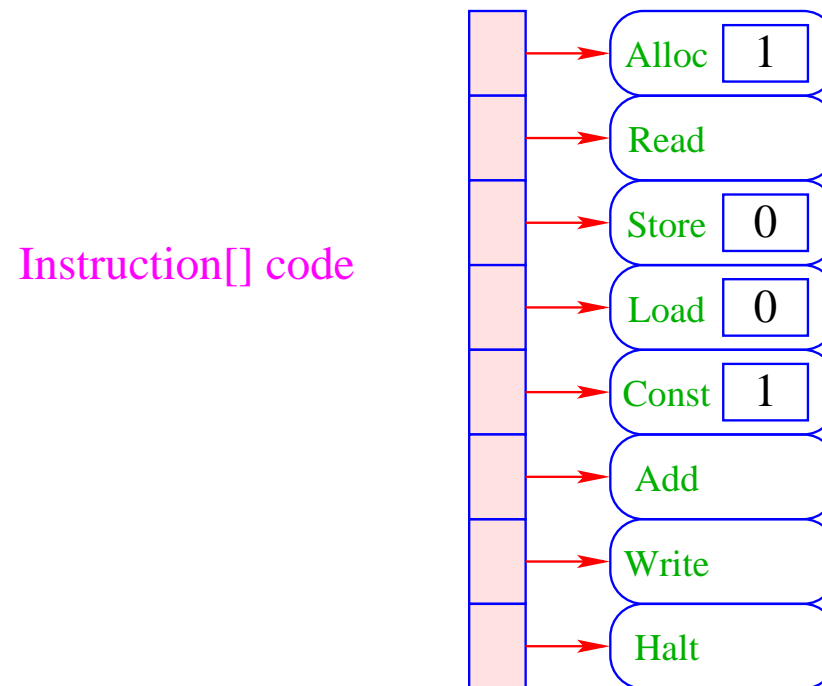 Alloc 1
Read
Store 0
Instruction[] code
Load 0
Const 1
Add
Write
Halt